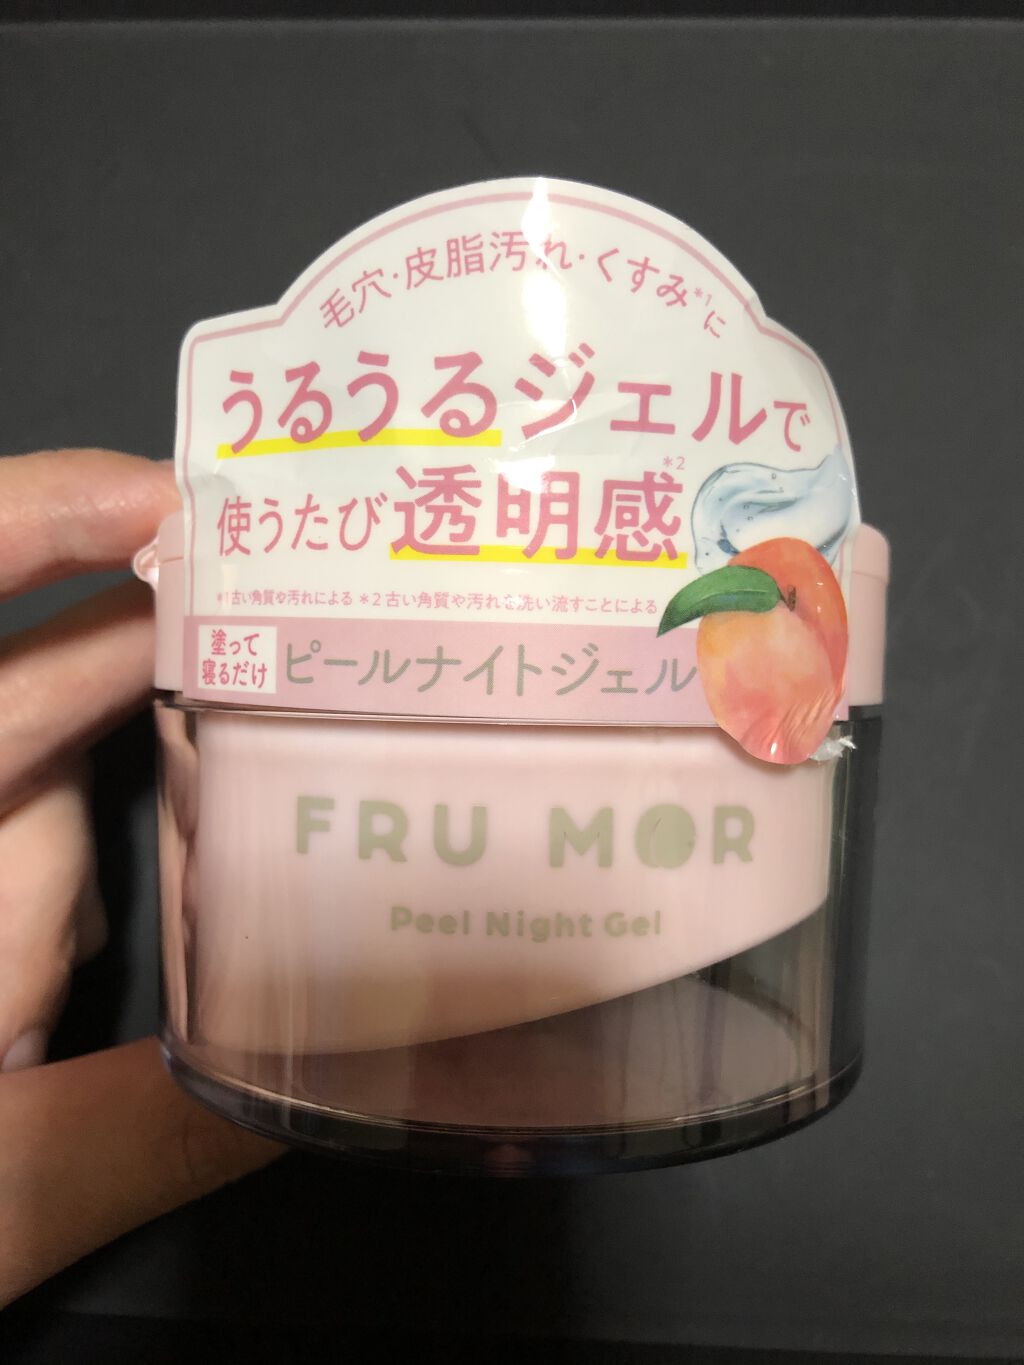 毛穴・皮脂汚れ・くすみ*1に
うるうるジェルで
使うたび透明感*2
*1古い角質や汚れによる *2古い角質や汚れを洗い流すことによる
塗って
寝るだけ
ピールナイトジェル
FRU MOR
Peel Night Gel